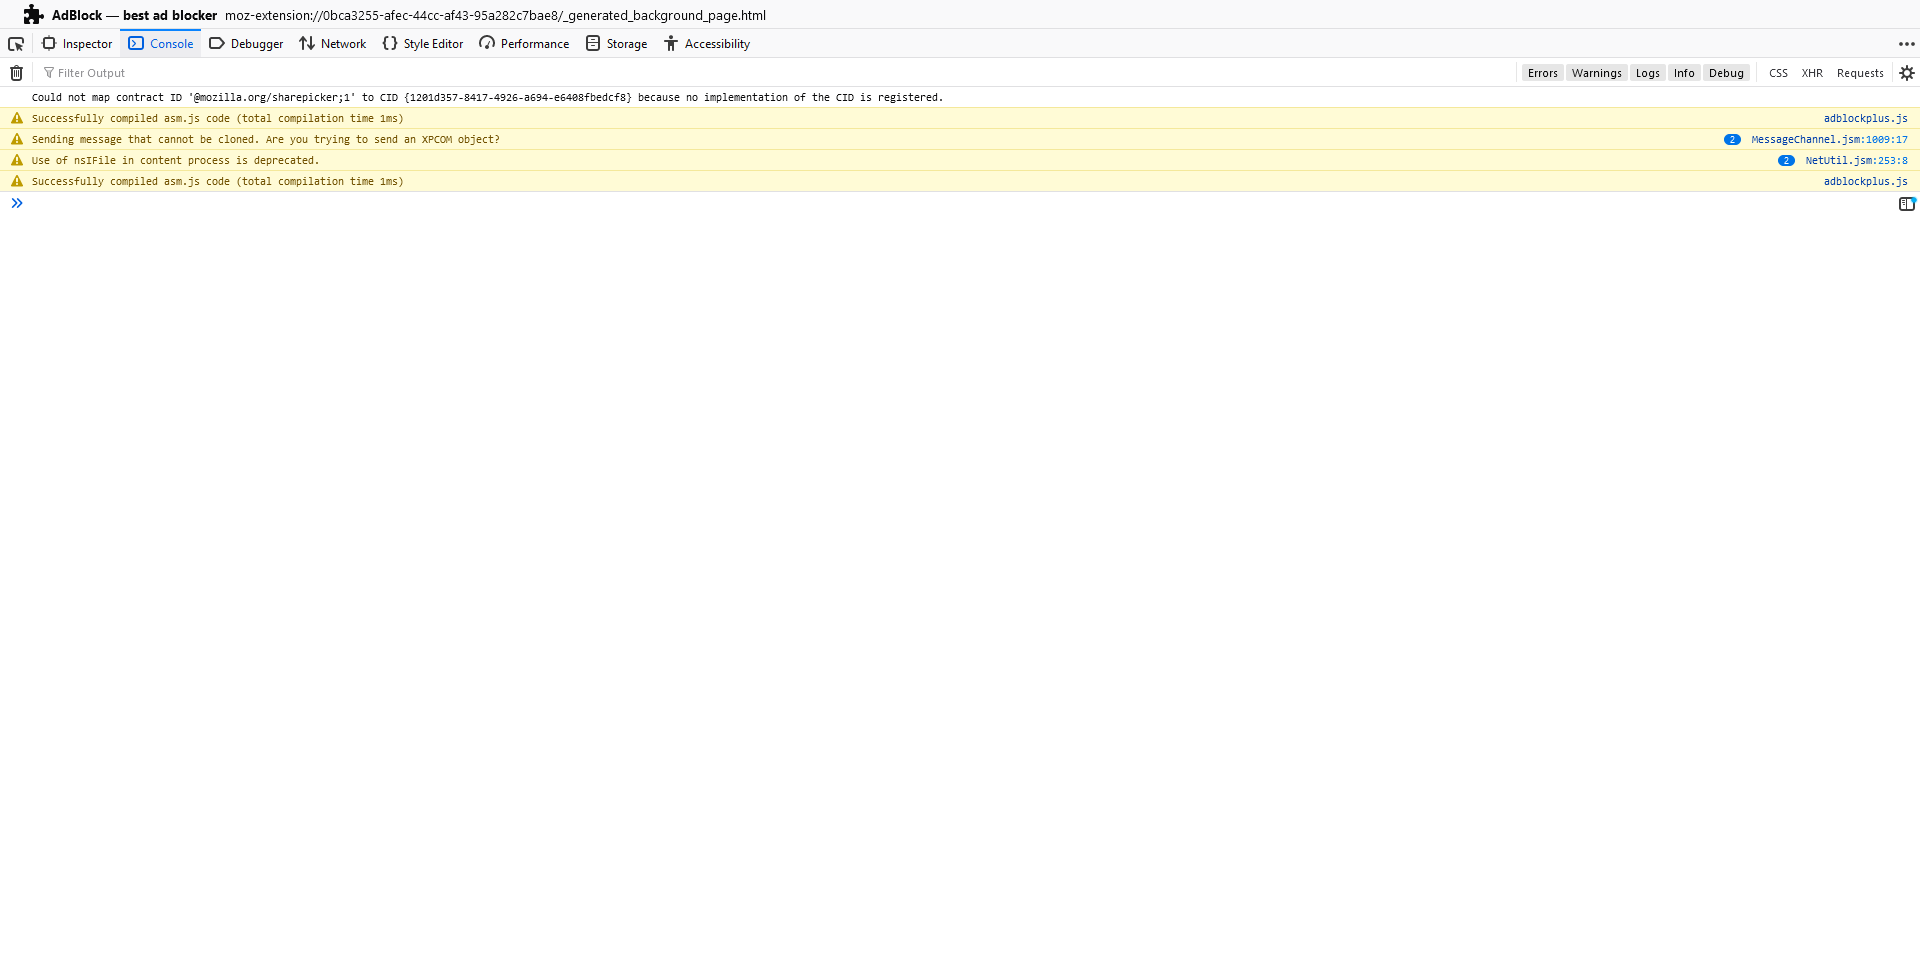 AdBlock — best ad blocker moz-extension://0bca3255-afec-44cc-af43-95a282c7bae8/_generated_background_page.html
Inspector Console Debugger Network Style Editor Performance Storage Accessibility
Filter Output Errors Warnings Logs Info Debug CSS XHR Requests
Could not map contract ID '@mozilla.org/sharepicker;1' to CID {1201d357-8417-4926-a694-e6408fbedcf8} because no implementation of the CID is registered.
Successfully compiled asm.js code (total compilation time 1ms) adblockplus.js
Sending message that cannot be cloned. Are you trying to send an XPCOM object? 2 MessageChannel.jsm:1009:17
Use of nsIFile in content process is deprecated. 2 NetUtil.jsm:253:8
Successfully compiled asm.js code (total compilation time 1ms) adblockplus.js